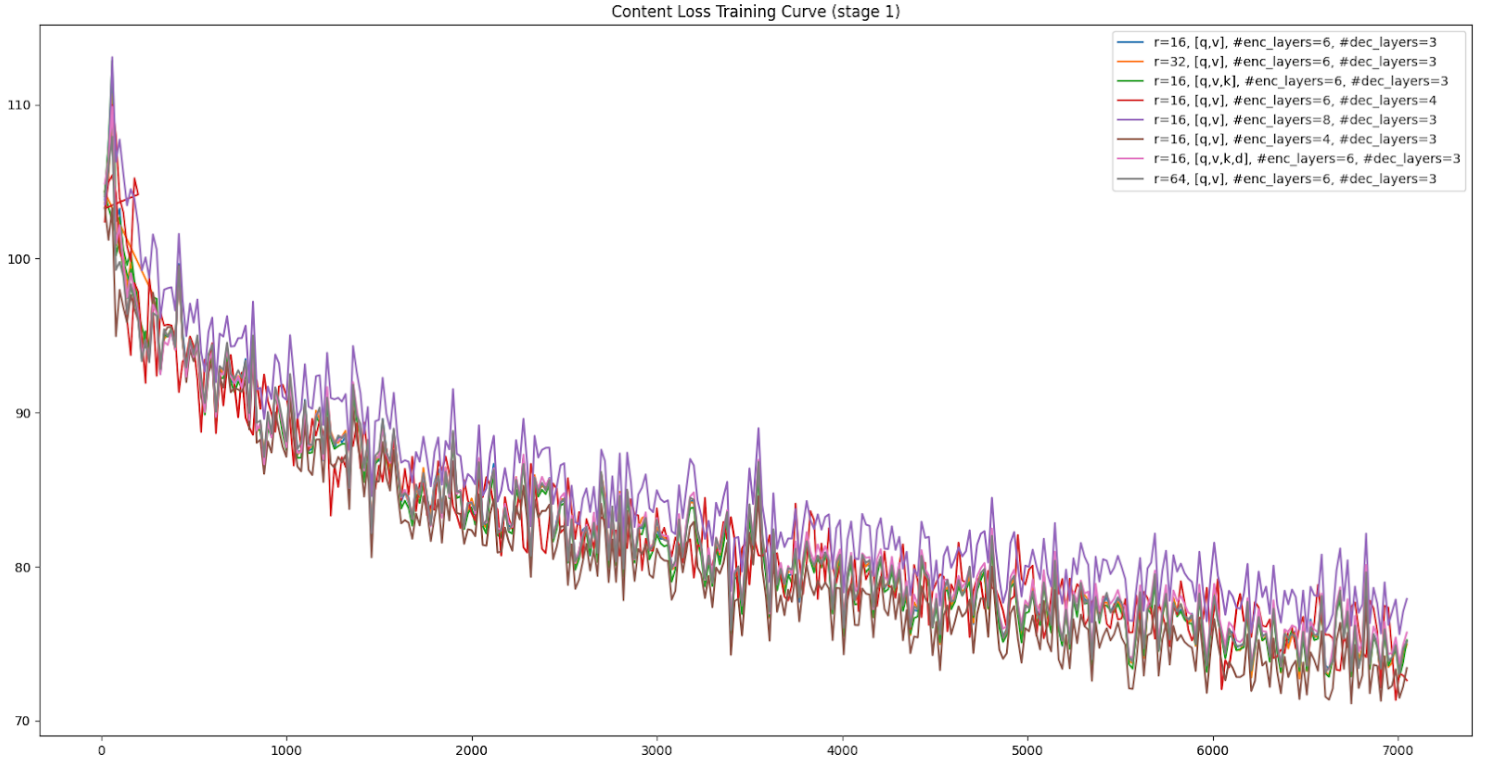 Content Loss Training Curve (stage 1)
r=16, [q,v], #enc_layers=6, #dec_layers=3
r=32, [q,v], #enc_layers=6, #dec_layers=3
r=16, [q,v,k], #enc_layers=6, #dec_layers=3
r=16, [q,v], #enc_layers=6, #dec_layers=4
r=16, [q,v], #enc_layers=8, #dec_layers=3
r=16, [q,v], #enc_layers=4, #dec_layers=3
r=16, [q,v,k,d], #enc_layers=6, #dec_layers=3
r=64, [q,v], #enc_layers=6, #dec_layers=3
110
100
90
80
70
0 1000 2000 3000 4000 5000 6000 7000